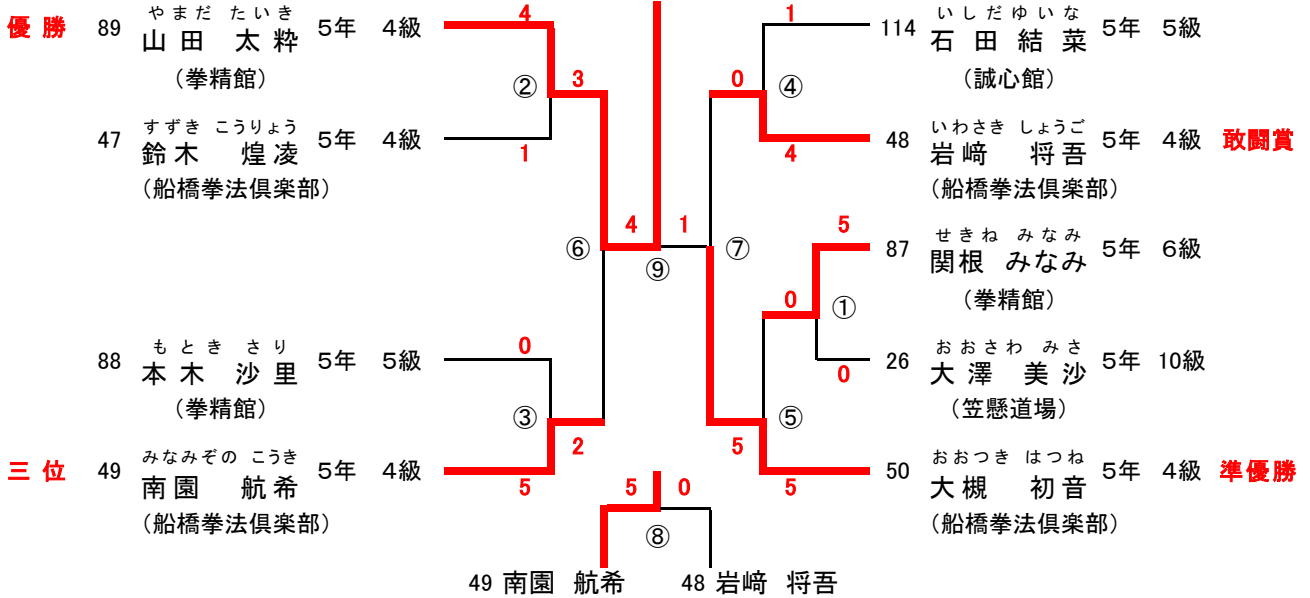 優勝 89 やまだ たいき 山田 太粋 5年 4級
(拳精館)
47 すずき こうりょう 鈴木 煌凌 5年 4級
(船橋拳法倶楽部)
88 もとき さり 本木 沙里 5年 5級
(拳精館)
三位 49 みなみぞの こうき 南園 航希 5年 4級
(船橋拳法倶楽部)
4
② 3
1
⑥ 4
⑨
1
⑦
0
③ 2
5
1
0 ④
4
5
0 ①
0
5 ⑤
5
5 0
⑧
49 南園 航希 48 岩﨑 将吾
114 いしだゆいな 石田結菜 5年 5級
(誠心館)
48 いわさき しょうご 岩﨑 将吾 5年 4級 敢闘賞
(船橋拳法倶楽部)
87 せきね みなみ 関根 みなみ 5年 6級
(拳精館)
26 おおさわ みさ 大澤 美沙 5年 10級
(笠懸道場)
50 おおつき はつね 大槻 初音 5年 4級 準優勝
(船橋拳法倶楽部)